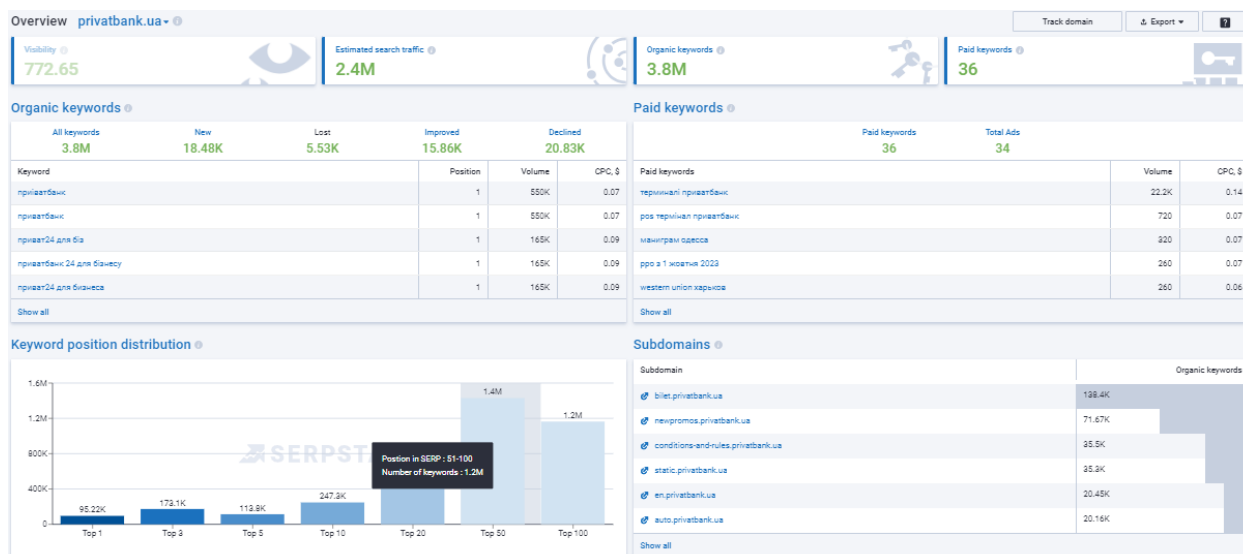 Overview privatbank.ua
Track domain
Export
?
Visibility
772.65
Estimated search traffic
2.4M
Organic keywords
3.8M
Paid keywords
36
Organic keywords
All keywords New Lost Improved Declined
3.8M 18.48K 5.53K 15.86K 20.83K
Keyword Position Volume CPC, $
приіватбанк 1 550K 0.07
приватбанк 1 550K 0.07
приват24 для біз 1 165K 0.09
приватбанк 24 для бізнесу 1 165K 0.09
приват24 для бизнеса 1 165K 0.09
Show all
Paid keywords
Paid keywords Total Ads
36 34
Paid keywords Volume CPC, $
терминалі приватбанк 22.2K 0.14
pos термінал приватбанк 720 0.07
маниграм одесса 320 0.07
рро з 1 жовтня 2023 260 0.07
western union харьков 260 0.06
Show all
Keyword position distribution
1.6M
1.2M
800K
400K
0
95.22K
173.1K
113.8K
247.3K
1.4M
1.2M
Postion in SERP : 51-100
Number of keywords : 1.2M
Top 1 Top 3 Top 5 Top 10 Top 20 Top 50 Top 100
Subdomains
Subdomain Organic keywords
bilet.privatbank.ua 138.4K
newpromos.privatbank.ua 71.67K
conditions-and-rules.privatbank.ua 35.5K
static.privatbank.ua 35.3K
en.privatbank.ua 20.45K
auto.privatbank.ua 20.16K
Show all